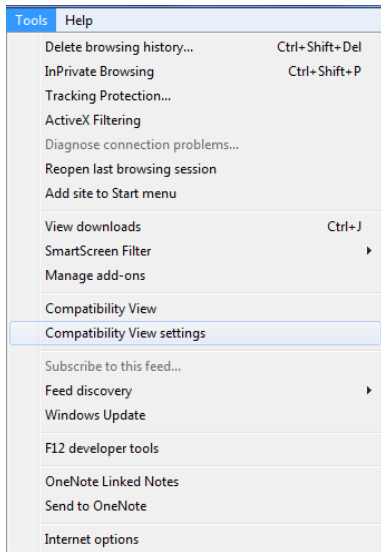 Tools Help
Delete browsing history... Ctrl+Shift+Del
InPrivate Browsing Ctrl+Shift+P
Tracking Protection...
ActiveX Filtering
Diagnose connection problems...
Reopen last browsing session
Add site to Start menu
View downloads Ctrl+J
SmartScreen Filter
Manage add-ons
Compatibility View
Compatibility View settings
Subscribe to this feed...
Feed discovery
Windows Update
F12 developer tools
OneNote Linked Notes
Send to OneNote
Internet options